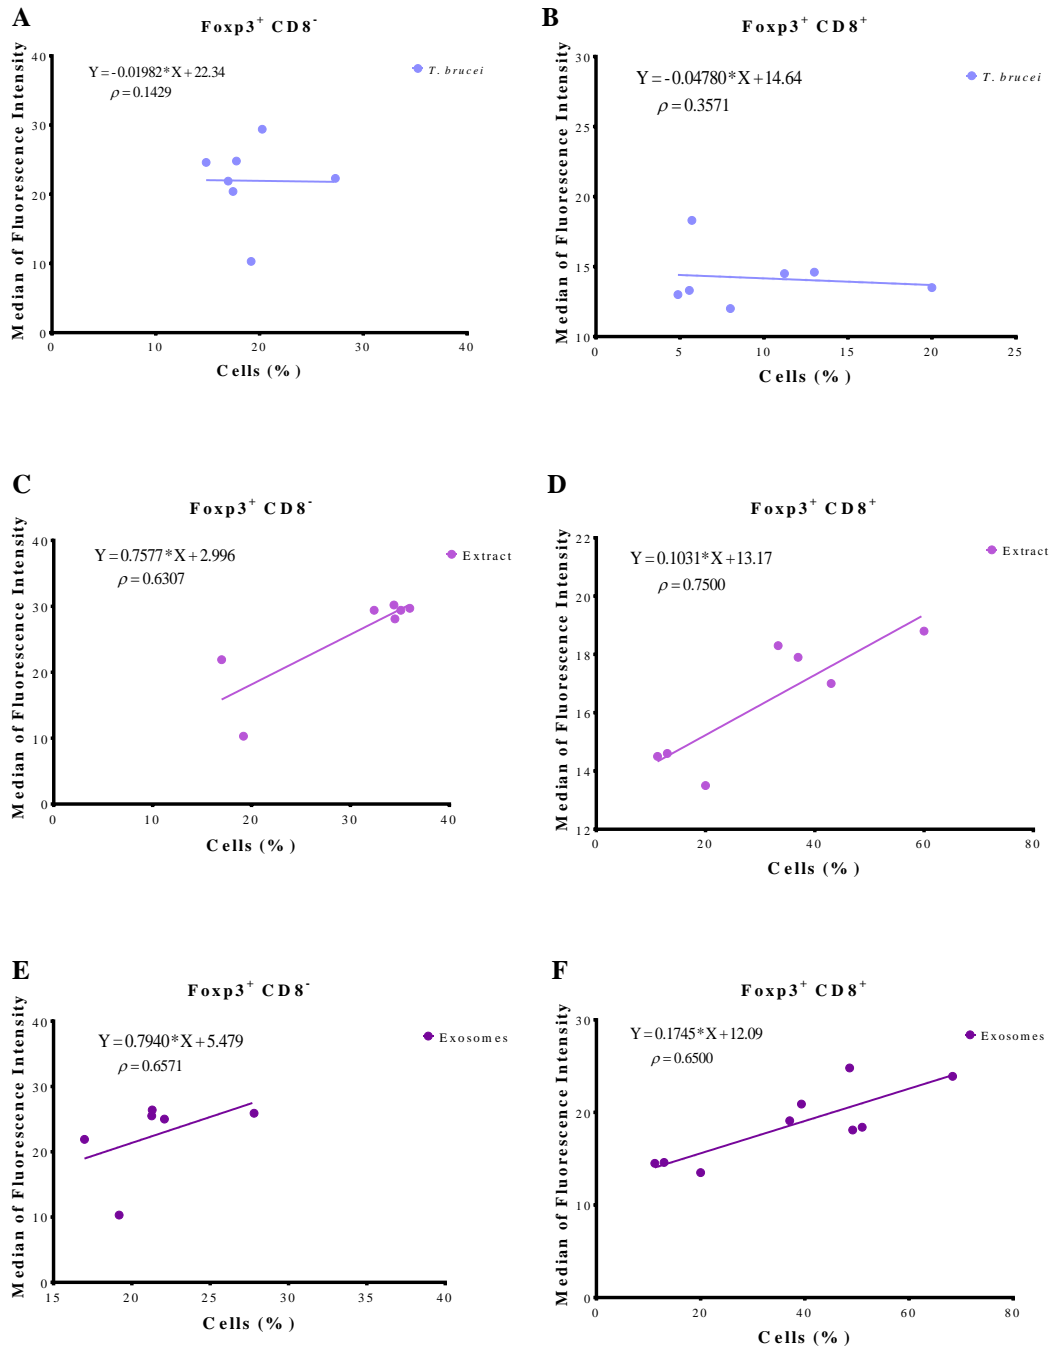 A
Foxp3+ CD8-
Y=-0.01982*X+22.34
ρ=0.1429
T. brucei
Median of Fluorescence Intensity
40
30
20
10
0
0 10 20 30 40
Cells (%)
B
Foxp3+ CD8+
Y=-0.04780*X+14.64
ρ=0.3571
T. brucei
Median of Fluorescence Intensity
30
25
20
15
10
0 5 10 15 20 25
Cells (%)
C
Foxp3+ CD8-
Y=0.7577*X+2.996
ρ=0.6307
Extract
Median of Fluorescence Intensity
40
30
20
10
0
0 10 20 30 40
Cells (%)
D
Foxp3+ CD8+
Y=0.1031*X+13.17
ρ=0.7500
Extract
Median of Fluorescence Intensity
22
20
18
16
14
12
0 20 40 60 80
Cells (%)
E
Foxp3+ CD8-
Y=0.7940*X+5.479
ρ=0.6571
Exosomes
Median of Fluorescence Intensity
40
30
20
10
0
15 20 25 30 35 40
Cells (%)
F
Foxp3+ CD8+
Y=0.1745*X+12.09
ρ=0.6500
Exosomes
Median of Fluorescence Intensity
30
20
10
0
0 20 40 60 80
Cells (%)